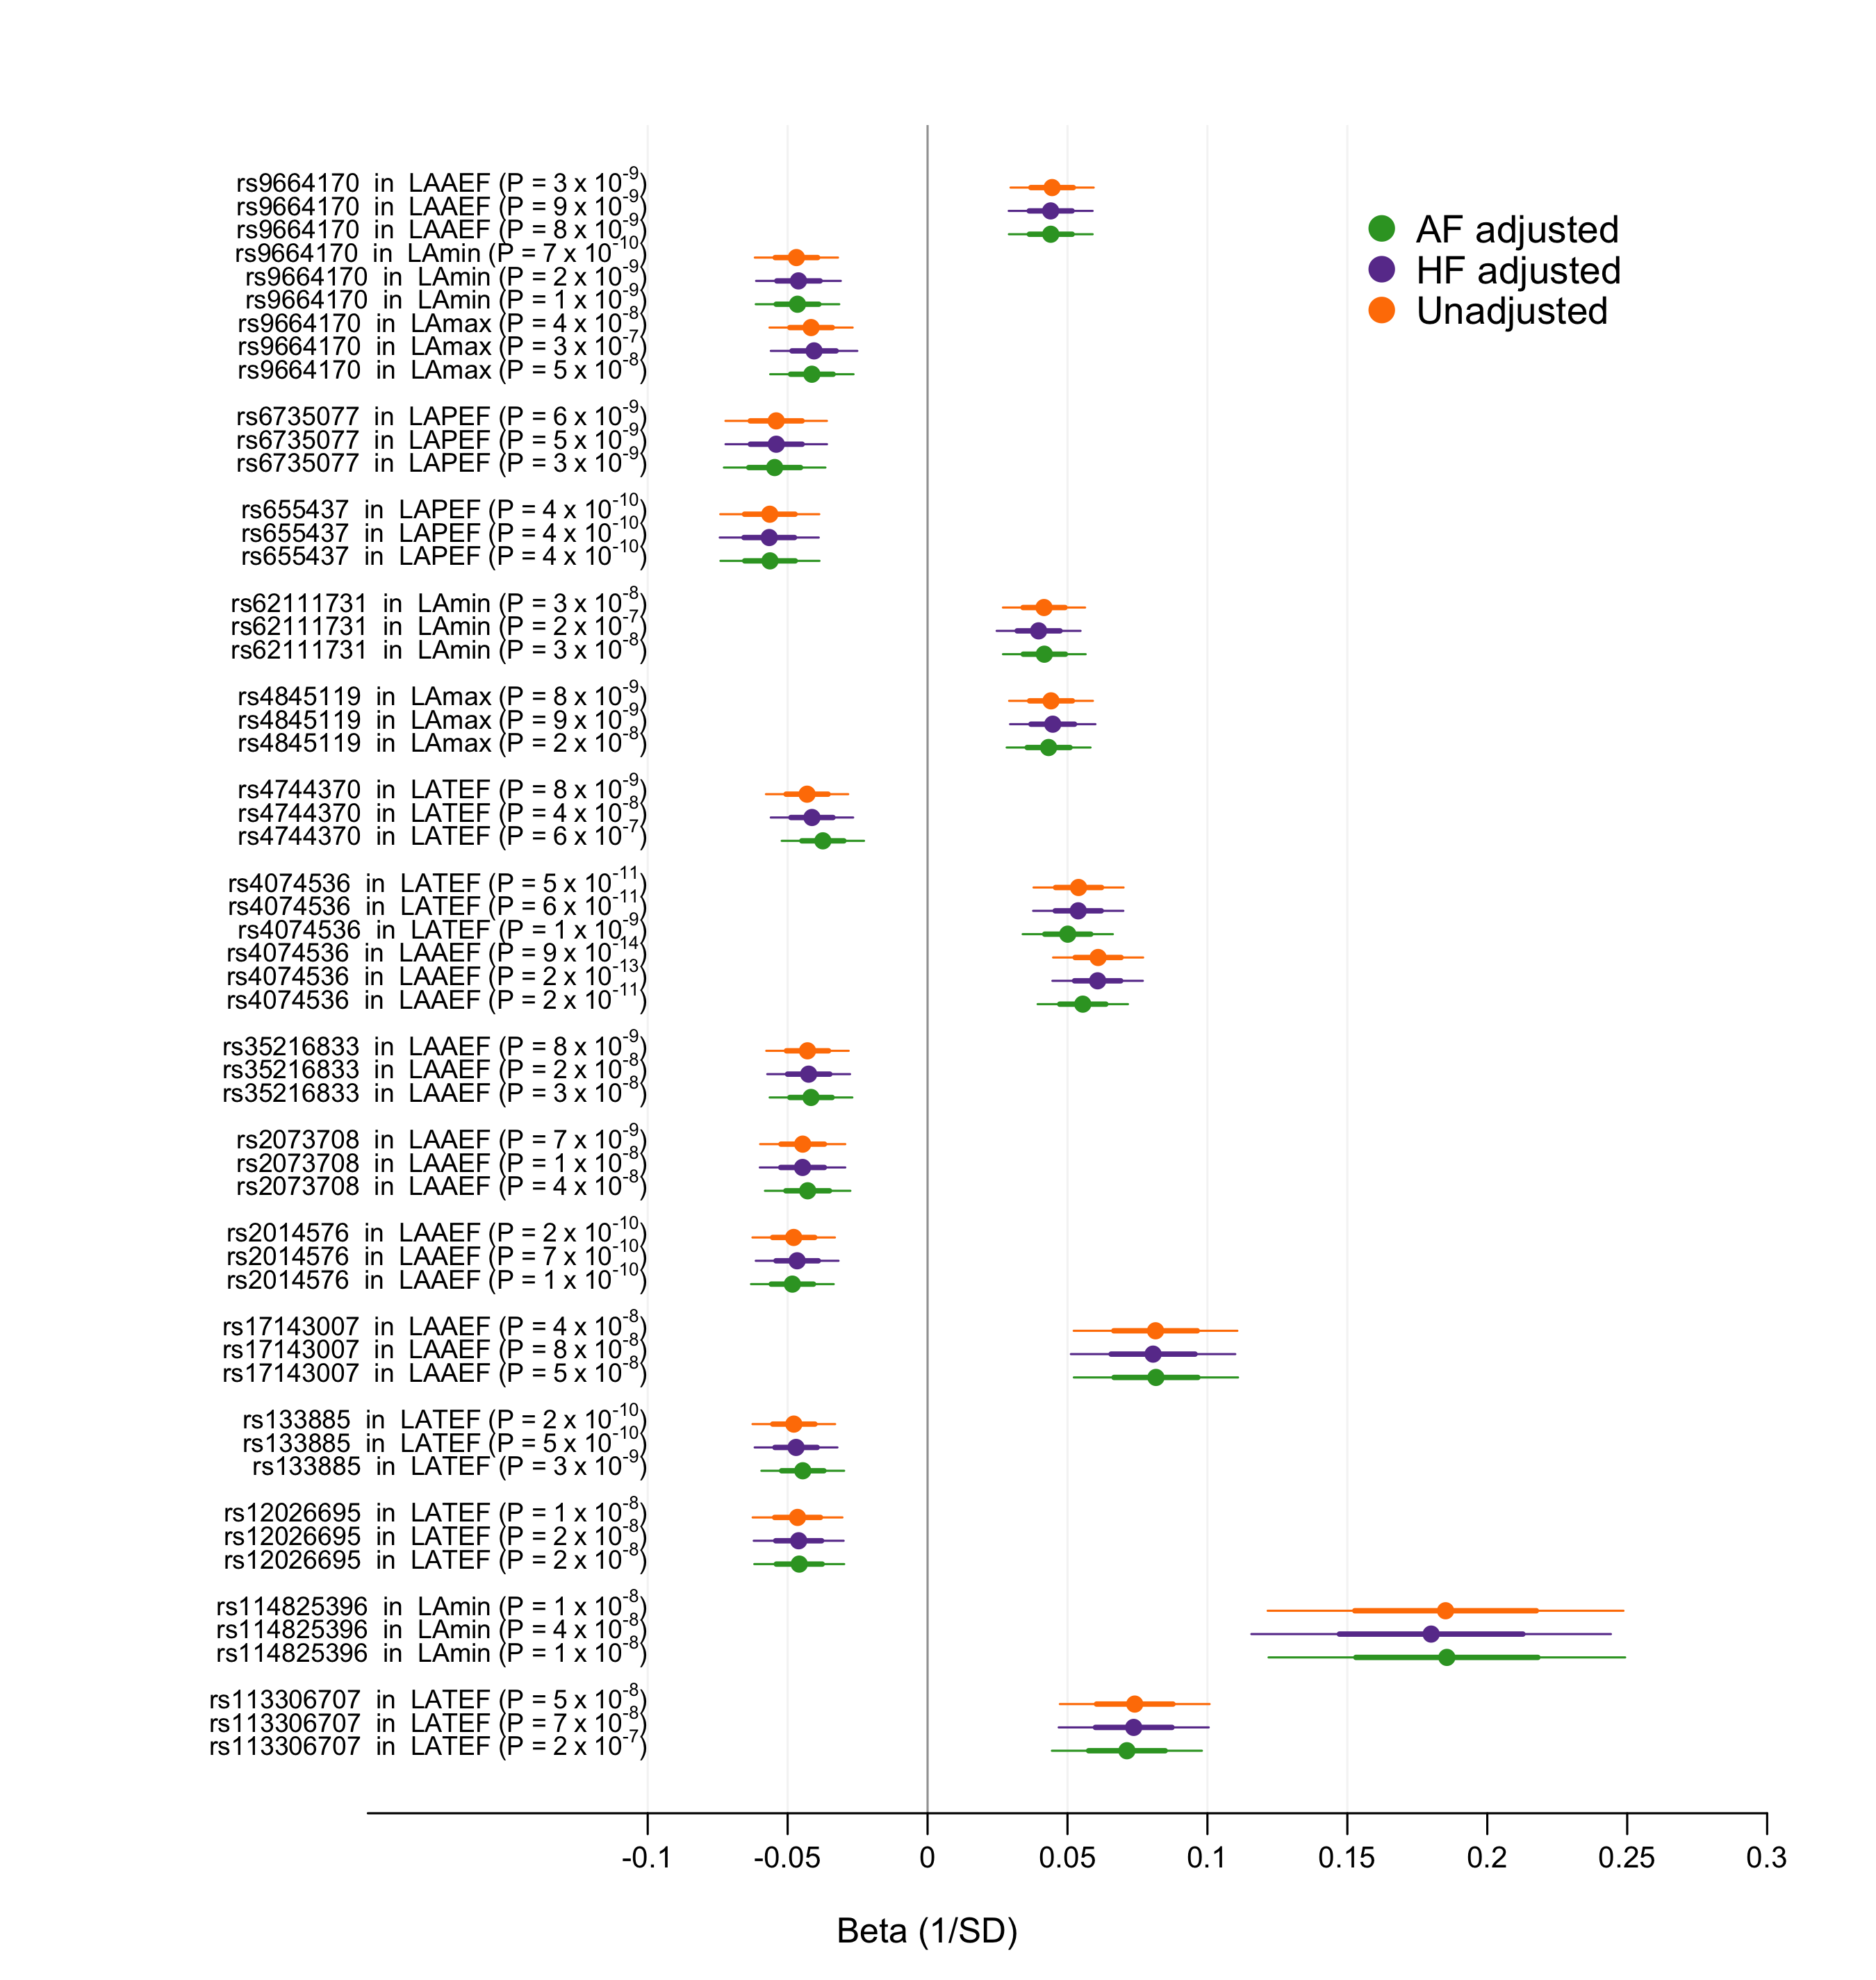 rs9664170 in LAAEF (P = 3 x 10⁻⁹)
rs9664170 in LAAEF (P = 9 x 10⁻⁹)
rs9664170 in LAAEF (P = 8 x 10⁻⁹)
rs9664170 in LAmin (P = 7 x 10⁻¹⁰)
rs9664170 in LAmin (P = 2 x 10⁻⁹)
rs9664170 in LAmin (P = 1 x 10⁻⁹)
rs9664170 in LAmax (P = 4 x 10⁻⁸)
rs9664170 in LAmax (P = 3 x 10⁻⁷)
rs9664170 in LAmax (P = 5 x 10⁻⁸)
AF adjusted
HF adjusted
Unadjusted
rs6735077 in LAPEF (P = 6 x 10⁻⁹)
rs6735077 in LAPEF (P = 5 x 10⁻⁹)
rs6735077 in LAPEF (P = 3 x 10⁻⁹)
rs655437 in LAPEF (P = 4 x 10⁻¹⁰)
rs655437 in LAPEF (P = 4 x 10⁻¹⁰)
rs655437 in LAPEF (P = 4 x 10⁻¹⁰)
rs62111731 in LAmin (P = 3 x 10⁻⁸)
rs62111731 in LAmin (P = 2 x 10⁻⁷)
rs62111731 in LAmin (P = 3 x 10⁻⁸)
rs4845119 in LAmax (P = 8 x 10⁻⁹)
rs4845119 in LAmax (P = 9 x 10⁻⁹)
rs4845119 in LAmax (P = 2 x 10⁻⁸)
rs4744370 in LATEF (P = 8 x 10⁻⁹)
rs4744370 in LATEF (P = 4 x 10⁻⁸)
rs4744370 in LATEF (P = 6 x 10⁻⁷)
rs4074536 in LATEF (P = 5 x 10⁻¹¹)
rs4074536 in LATEF (P = 6 x 10⁻¹¹)
rs4074536 in LATEF (P = 1 x 10⁻⁹)
rs4074536 in LAAEF (P = 9 x 10⁻¹⁴)
rs4074536 in LAAEF (P = 2 x 10⁻¹³)
rs4074536 in LAAEF (P = 2 x 10⁻¹¹)
rs35216833 in LAAEF (P = 8 x 10⁻⁹)
rs35216833 in LAAEF (P = 2 x 10⁻⁸)
rs35216833 in LAAEF (P = 3 x 10⁻⁸)
rs2073708 in LAAEF (P = 7 x 10⁻⁹)
rs2073708 in LAAEF (P = 1 x 10⁻⁸)
rs2073708 in LAAEF (P = 4 x 10⁻⁸)
rs2014576 in LAAEF (P = 2 x 10⁻¹⁰)
rs2014576 in LAAEF (P = 7 x 10⁻¹⁰)
rs2014576 in LAAEF (P = 1 x 10⁻¹⁰)
rs17143007 in LAAEF (P = 4 x 10⁻⁸)
rs17143007 in LAAEF (P = 8 x 10⁻⁸)
rs17143007 in LAAEF (P = 5 x 10⁻⁸)
rs133885 in LATEF (P = 2 x 10⁻¹⁰)
rs133885 in LATEF (P = 5 x 10⁻¹⁰)
rs133885 in LATEF (P = 3 x 10⁻⁹)
rs12026695 in LATEF (P = 1 x 10⁻⁸)
rs12026695 in LATEF (P = 2 x 10⁻⁸)
rs12026695 in LATEF (P = 2 x 10⁻⁸)
rs114825396 in LAmin (P = 1 x 10⁻⁸)
rs114825396 in LAmin (P = 4 x 10⁻⁸)
rs114825396 in LAmin (P = 1 x 10⁻⁸)
rs113306707 in LATEF (P = 5 x 10⁻⁸)
rs113306707 in LATEF (P = 7 x 10⁻⁸)
rs113306707 in LATEF (P = 2 x 10⁻⁷)
-0.1 -0.05 0 0.05 0.1 0.15 0.2 0.25 0.3
Beta (1/SD)